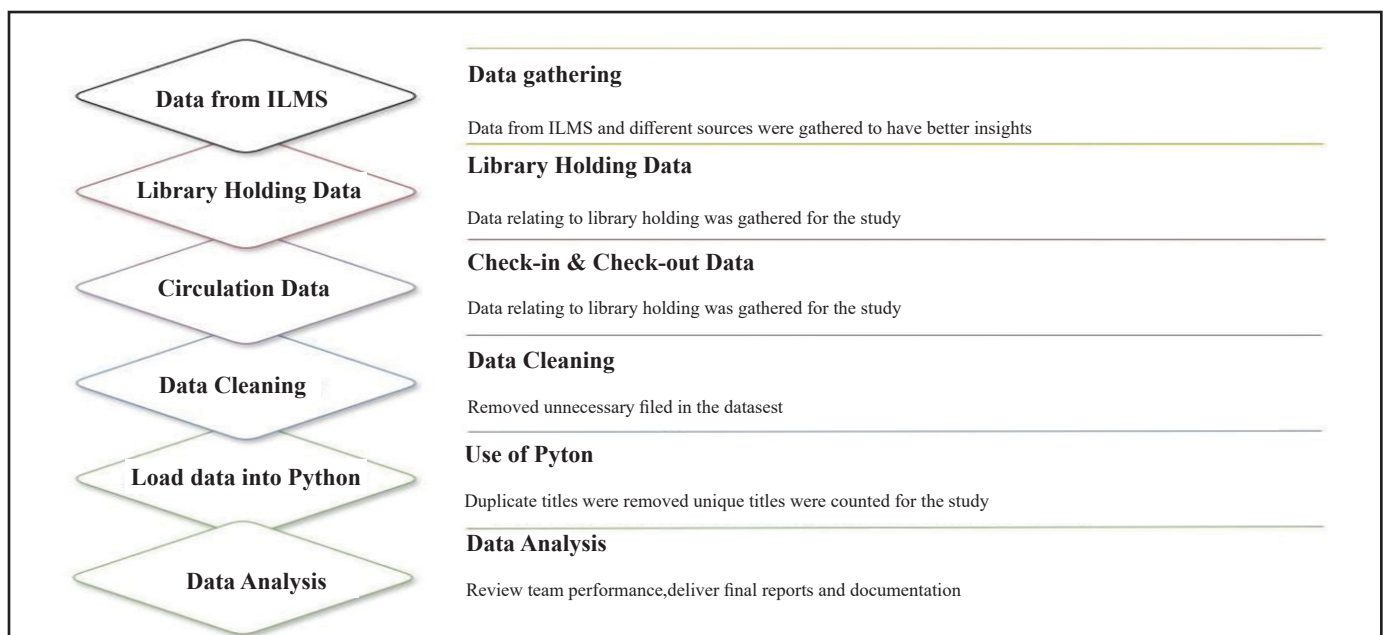 Data from ILMS
Data gathering
Data from ILMS and different sources were gathered to have better insights
Library Holding Data
Library Holding Data
Data relating to library holding was gathered for the study
Circulation Data
Check-in & Check-out Data
Data relating to library holding was gathered for the study
Data Cleaning
Data Cleaning
Removed unnecessary filed in the datasest
Load data into Python
Use of Pyton
Duplicate titles were removed unique titles were counted for the study
Data Analysis
Data Analysis
Review team performance,deliver final reports and documentation